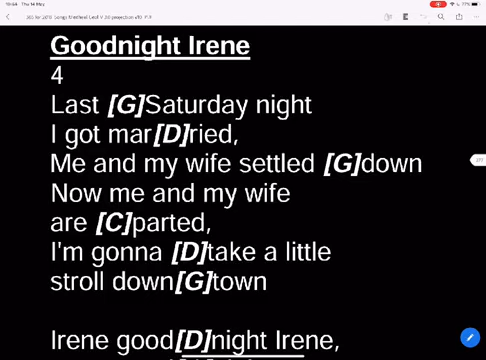 Goodnight Irene
4
Last [G]Saturday night
I got mar[D]ried,
Me and my wife settled [G]down
Now me and my wife
are [C]parted,
I'm gonna [D]take a little
stroll down[G]town
Irene good[D]night Irene,